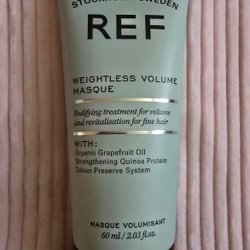 STOCKHOLM SWEDEN
REF
WEIGHTLESS VOLUME
MASQUE
Bodifying treatment for volume
and revitalisation for fine hair
WITH:
Organic Grapefruit Oil
Strengthening Quinoa Protein
Colour Preserve System
MASQUE VOLUMISANT
60 ml / 2.03 fl.oz.